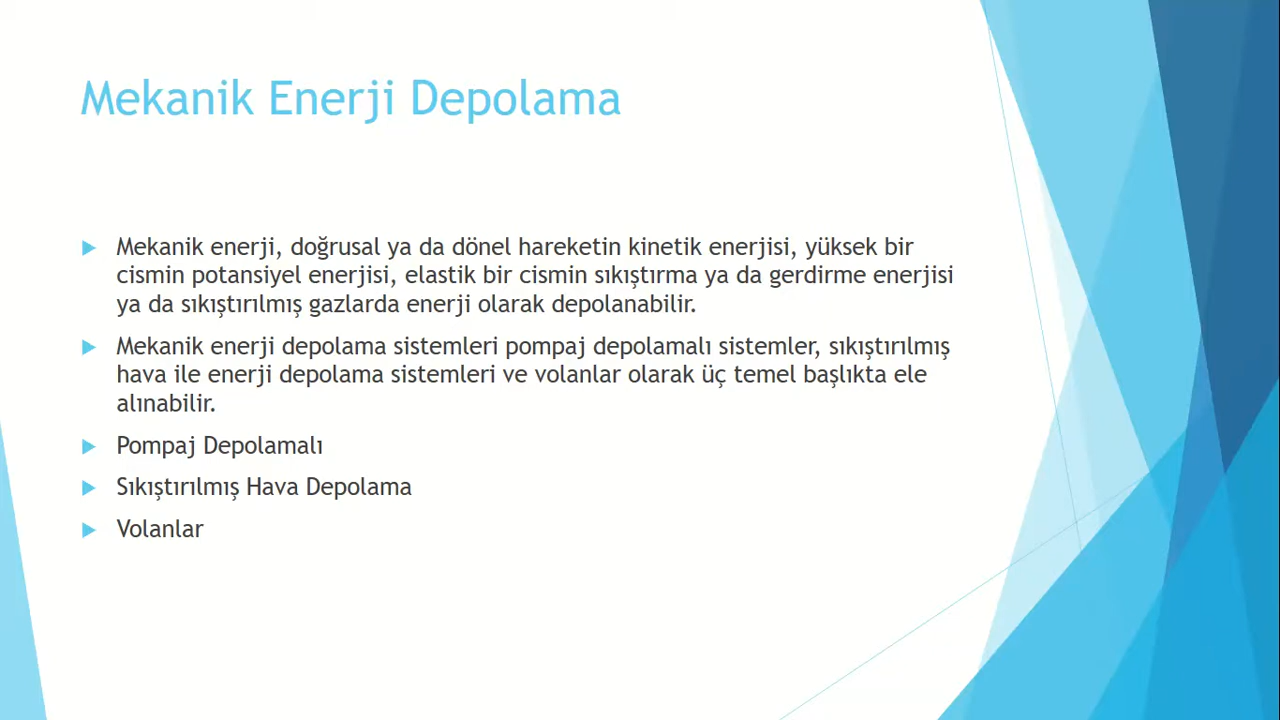 Mekanik Enerji Depolama
Mekanik enerji, doğrusal ya da dönel hareketin kinetik enerjisi, yüksek bir
cismin potansiyel enerjisi, elastik bir cismin sıkıştırma ya da gerdirme enerjisi
ya da sıkıştırılmış gazlarda enerji olarak depolanabilir.
Mekanik enerji depolama sistemleri pompaj depolamalı sistemler, sıkıştırılmış
hava ile enerji depolama sistemleri ve volanlar olarak üç temel başlıkta ele
alınabilir.
Pompaj Depolamalı
Sıkıştırılmış Hava Depolama
Volanlar